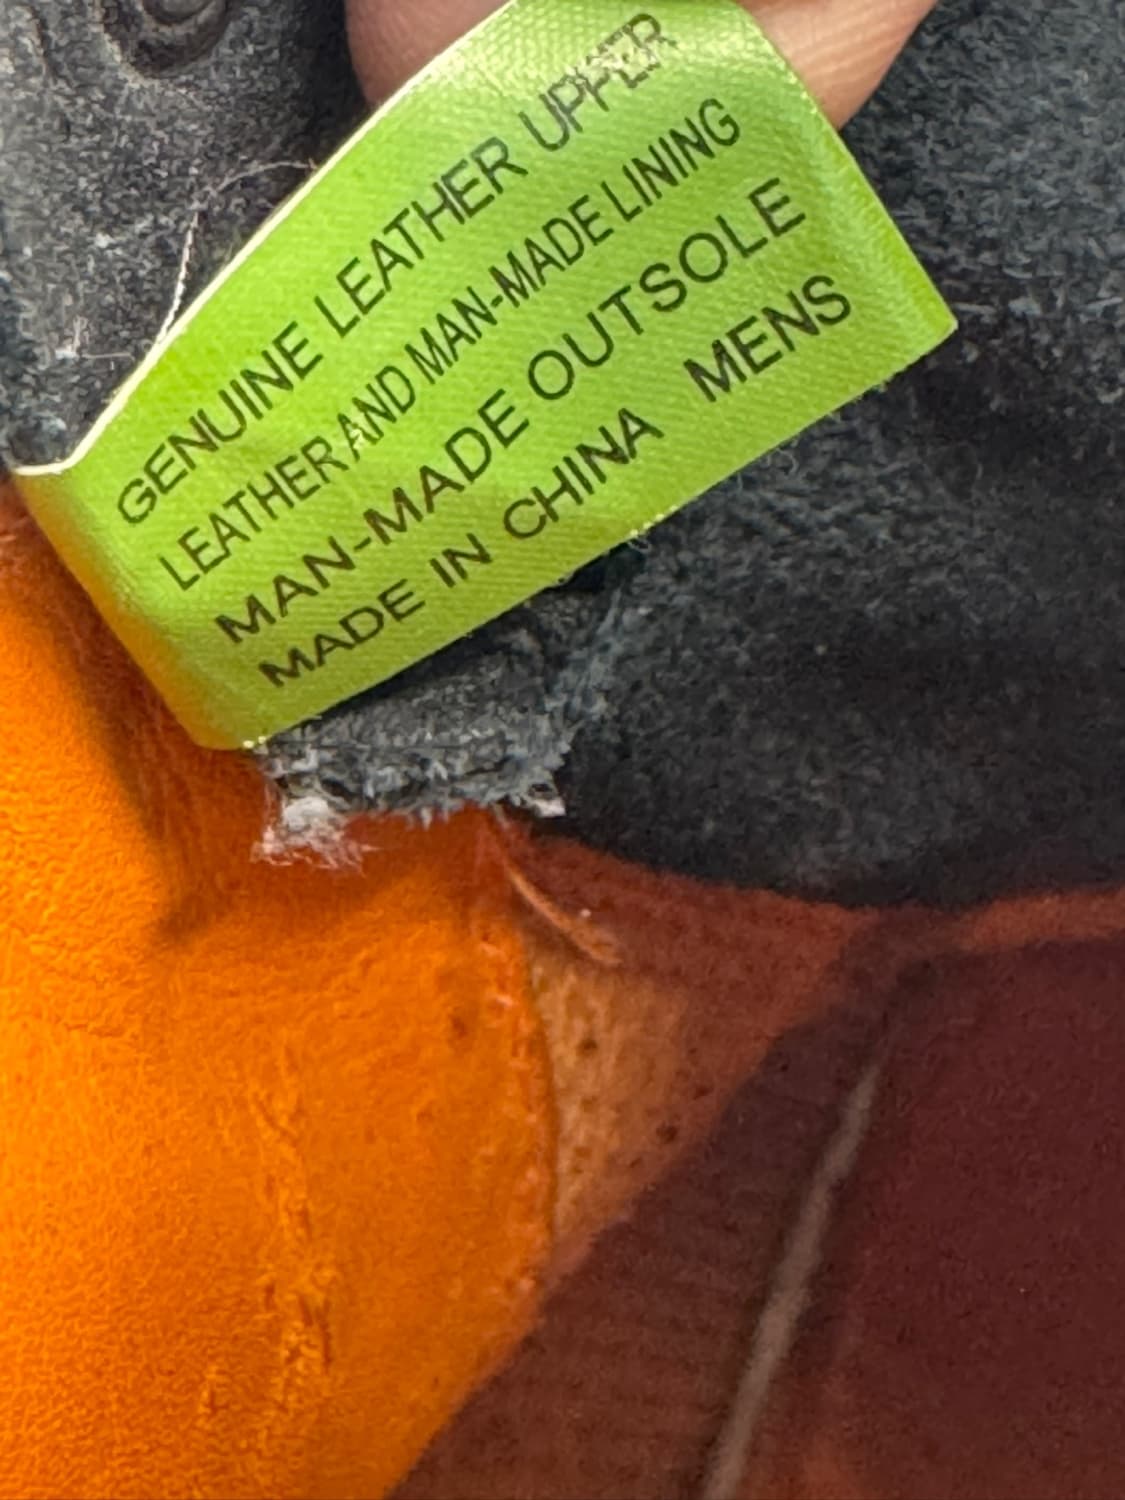 GENUINE LEATHER UPPER
LEATHER AND MAN-MADE LINING
MAN-MADE OUTSOLE
MADE IN CHINA MENS